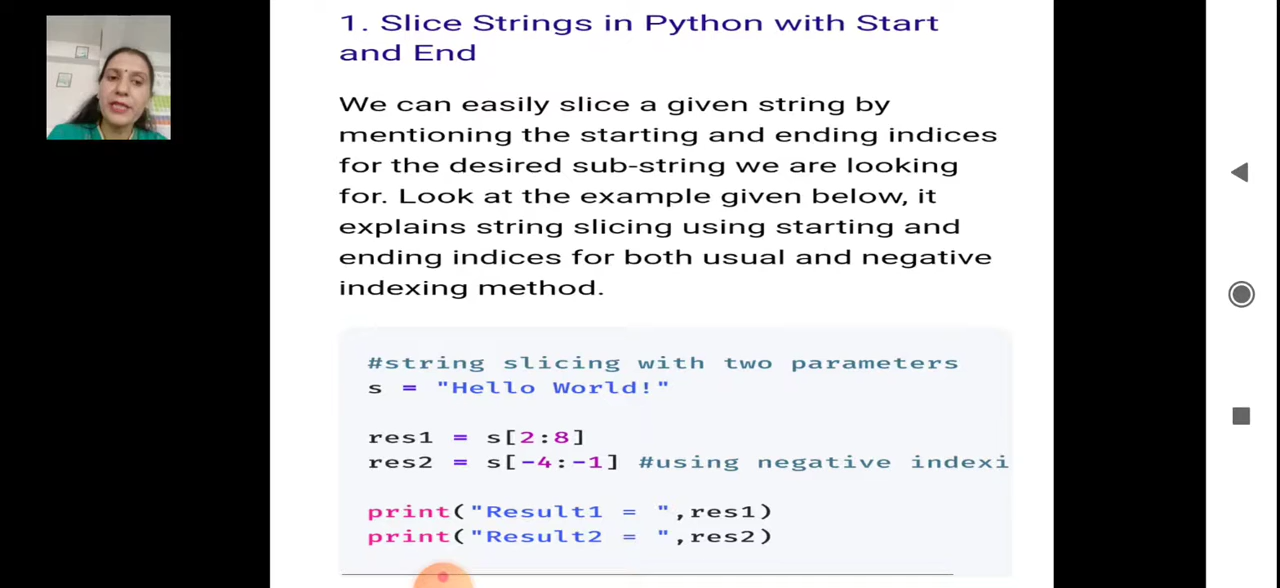 1. Slice Strings in Python with Start
and End
We can easily slice a given string by
mentioning the starting and ending indices
for the desired sub-string we are looking
for. Look at the example given below, it
explains string slicing using starting and
ending indices for both usual and negative
indexing method.
#string slicing with two parameters
s = "Hello World!"
res1 = s[2:8]
res2 = s[-4:-1] #using negative indexi
print("Result1 = ",res1)
print("Result2 = ",res2)